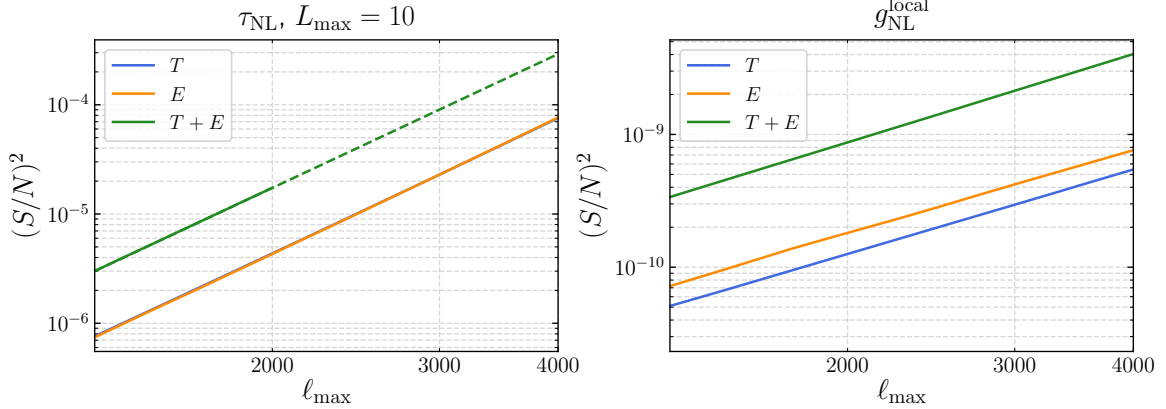 τ_NL, L_max = 10
T
E
T + E
10^−4
10^−5
10^−6
(S/N)^2
2000
3000
4000
ℓ_max
g_NL^local
T
E
T + E
10^−9
10^−10
(S/N)^2
2000
3000
4000
ℓ_max